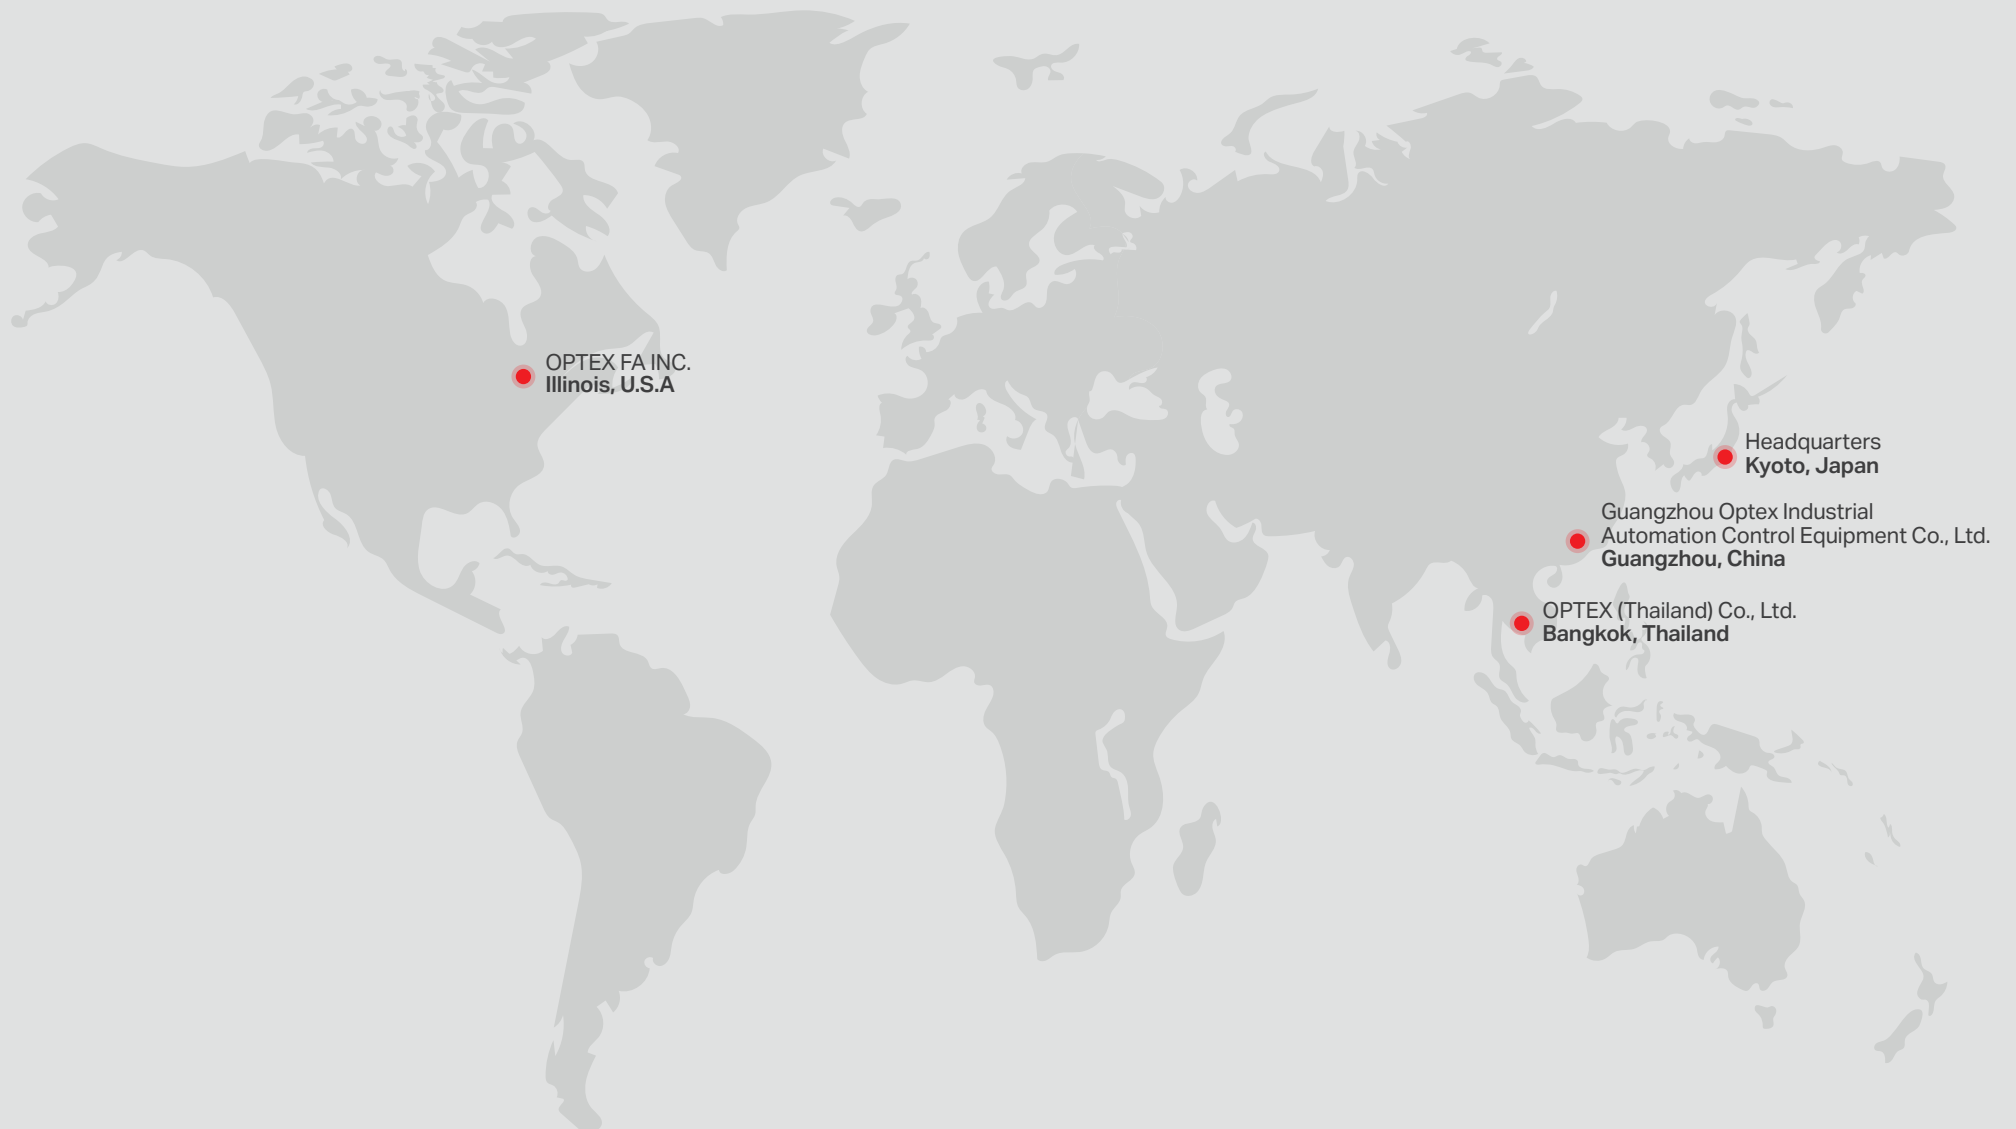 OPTEX FA INC.
Illinois, U.S.A
Headquarters
Kyoto, Japan
Guangzhou Optex Industrial
Automation Control Equipment Co., Ltd.
Guangzhou, China
OPTEX (Thailand) Co., Ltd.
Bangkok, Thailand